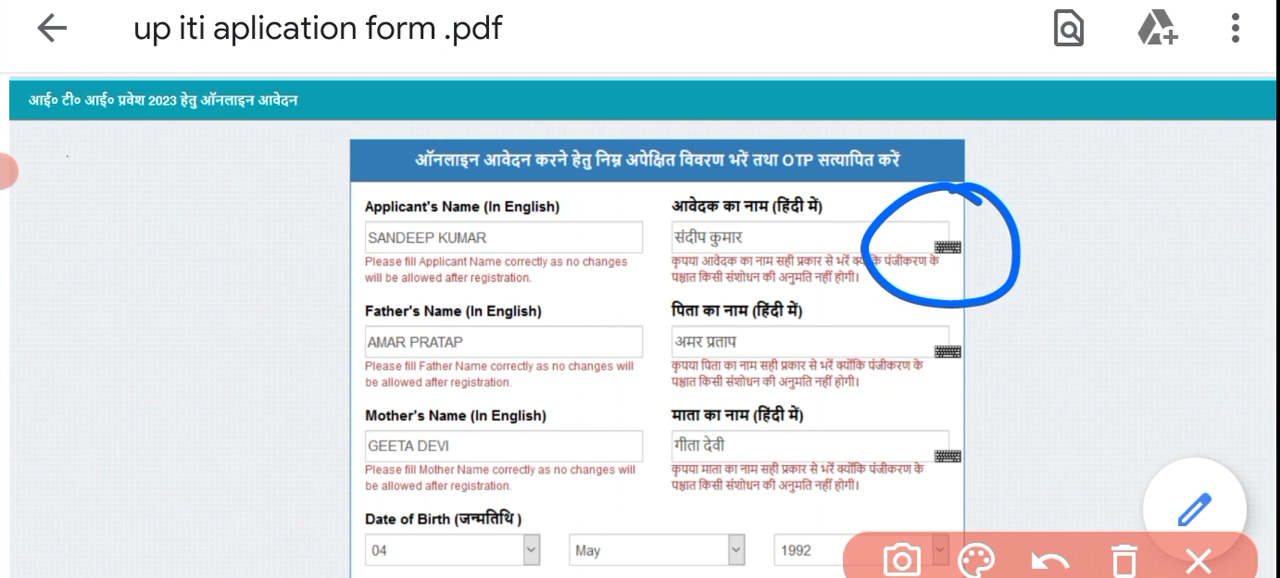 up iti aplication form .pdf
आई० टी० आई० प्रवेश 2023 हेतु ऑनलाइन आवेदन
ऑनलाइन आवेदन करने हेतु निम्न अपेक्षित विवरण भरें तथा OTP सत्यापित करें
Applicant's Name (In English)
आवेदक का नाम (हिंदी में)
SANDEEP KUMAR
संदीप कुमार
Please fill Applicant Name correctly as no changes
will be allowed after registration.
कृपया आवेदक का नाम सही प्रकार से भरें क्योंकि पंजीकरण के
पश्चात किसी संशोधन की अनुमति नहीं होगी।
Father's Name (In English)
पिता का नाम (हिंदी में)
AMAR PRATAP
अमर प्रताप
Please fill Father Name correctly as no changes will
be allowed after registration.
कृपया पिता का नाम सही प्रकार से भरें क्योंकि पंजीकरण के
पश्चात किसी संशोधन की अनुमति नहीं होगी।
Mother's Name (In English)
माता का नाम (हिंदी में)
GEETA DEVI
गीता देवी
Please fill Mother Name correctly as no changes will
be allowed after registration.
कृपया माता का नाम सही प्रकार से भरें क्योंकि पंजीकरण के
पश्चात किसी संशोधन की अनुमति नहीं होगी।
Date of Birth (जन्मतिथि )
04 May 1992